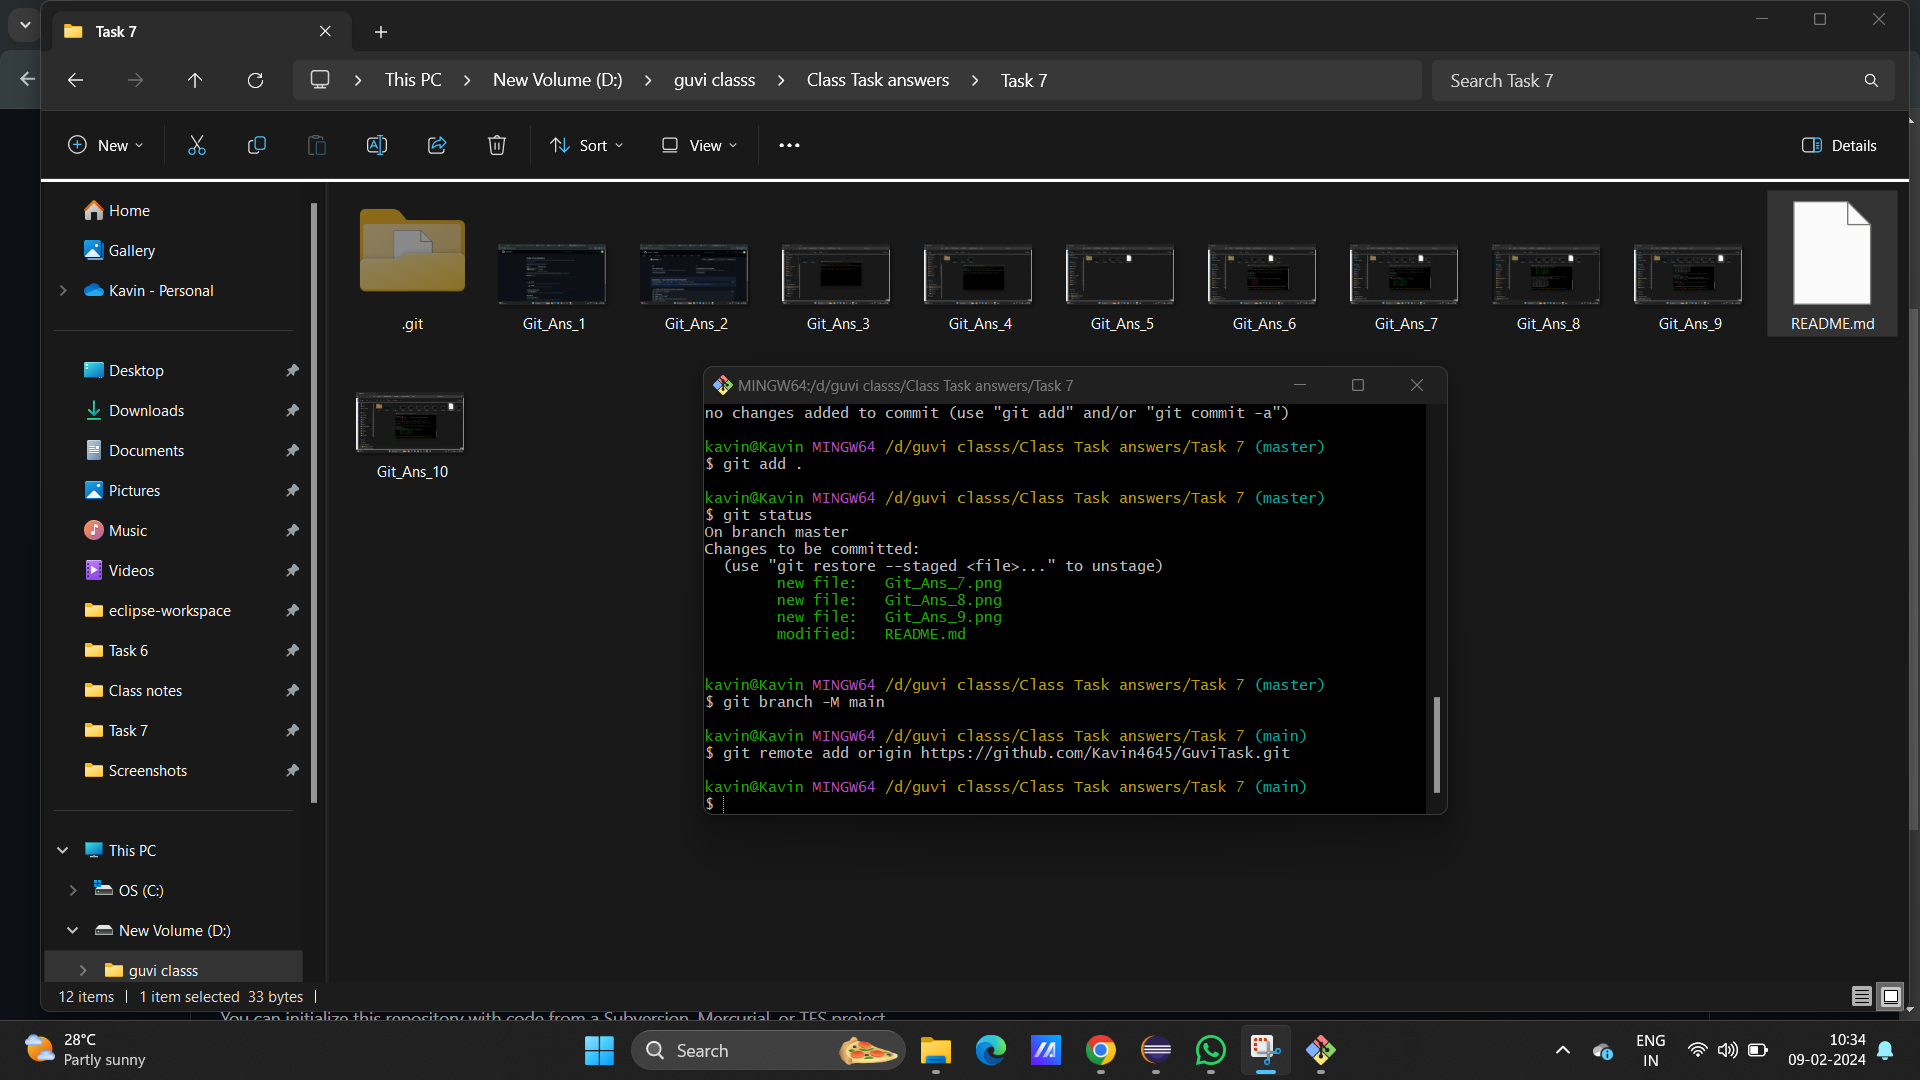 Task 7
This PC
New Volume (D:)
guvi classs
Class Task answers
Task 7
Search Task 7
New
Sort
View
Details
Home
Gallery
Kavin - Personal
Desktop
Downloads
Documents
Pictures
Music
Videos
eclipse-workspace
Task 6
Class notes
Task 7
Screenshots
This PC
OS (C:)
New Volume (D:)
guvi classs
.git
Git_Ans_1
Git_Ans_2
Git_Ans_3
Git_Ans_4
Git_Ans_5
Git_Ans_6
Git_Ans_7
Git_Ans_8
Git_Ans_9
README.md
Git_Ans_10
MINGW64:/d/guvi classs/Class Task answers/Task 7
no changes added to commit (use "git add" and/or "git commit -a")
kavin@Kavin MINGW64 /d/guvi classs/Class Task answers/Task 7 (master)
$ git add .
kavin@Kavin MINGW64 /d/guvi classs/Class Task answers/Task 7 (master)
$ git status
On branch master
Changes to be committed:
(use "git restore --staged <file>..." to unstage)
new file: Git_Ans_7.png
new file: Git_Ans_8.png
new file: Git_Ans_9.png
modified: README.md
kavin@Kavin MINGW64 /d/guvi classs/Class Task answers/Task 7 (master)
$ git branch -M main
kavin@Kavin MINGW64 /d/guvi classs/Class Task answers/Task 7 (main)
$ git remote add origin https://github.com/Kavin4645/GuviTask.git
kavin@Kavin MINGW64 /d/guvi classs/Class Task answers/Task 7 (main)
$
12 items | 1 item selected 33 bytes |
You can initialize this repository with code from a Subversion, Mercurial, or TFS project.
28°C
Partly sunny
Search
ENG
IN
10:34
09-02-2024